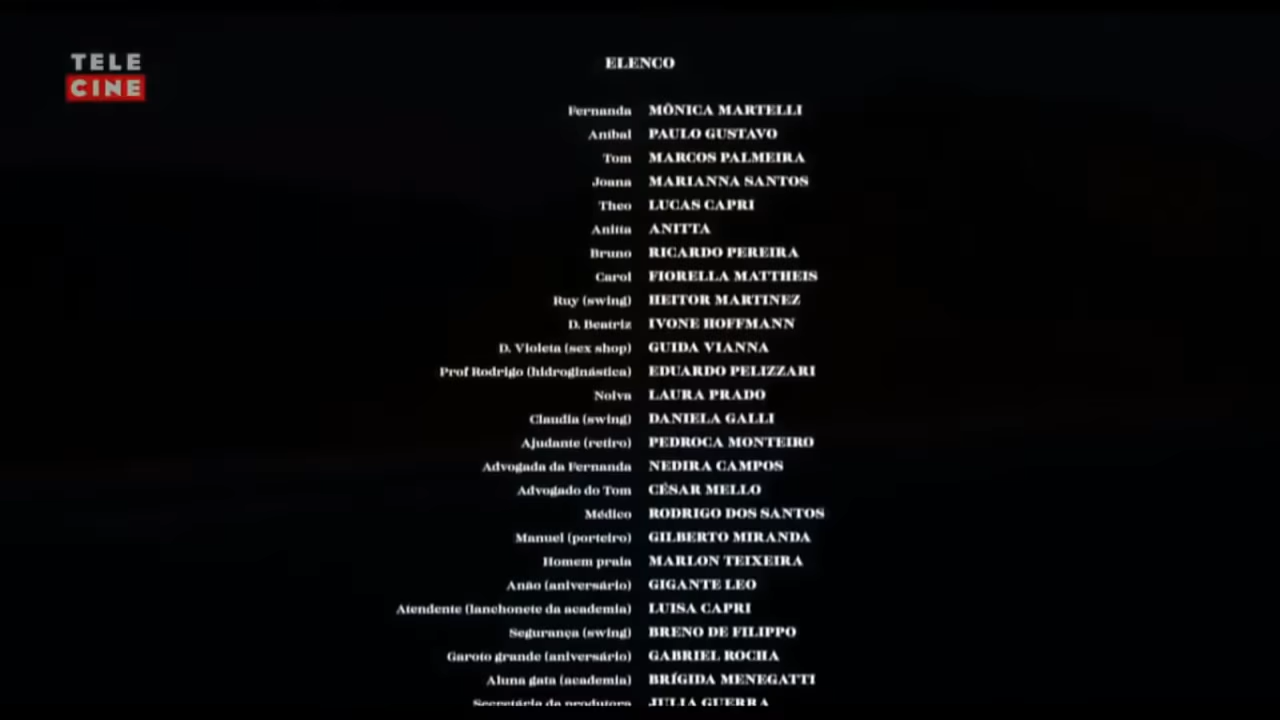 TELE
CINE
ELENCO
Fernanda MÔNICA MARTELLI
Aníbal PAULO GUSTAVO
Tom MARCOS PALMEIRA
Joana MARIANNA SANTOS
Theo LUCAS CAPRI
Anitta ANITTA
Bruno RICARDO PEREIRA
Carol FIORELLA MATTHEIS
Ruy (swing) HEITOR MARTINEZ
D. Beatriz IVONE HOFFMANN
D. Violeta (sex shop) GUIDA VIANNA
Prof Rodrigo (hidroginástica) EDUARDO PELIZZARI
Noiva LAURA PRADO
Claudia (swing) DANIELA GALLI
Ajudante (retiro) PEDROCA MONTEIRO
Advogada da Fernanda NEDIRA CAMPOS
Advogado do Tom CÉSAR MELLO
Médico RODRIGO DOS SANTOS
Manuel (porteiro) GILBERTO MIRANDA
Homem praia MARLON TEIXEIRA
Anão (aniversário) GIGANTE LEO
Atendente (lanchonete da academia) LUISA CAPRI
Segurança (swing) BRENO DE FILIPPO
Garoto grande (aniversário) GABRIEL ROCHA
Aluna gata (academia) BRÍGIDA MENEGATTI
Secretária da produtora JULIA GUERRA